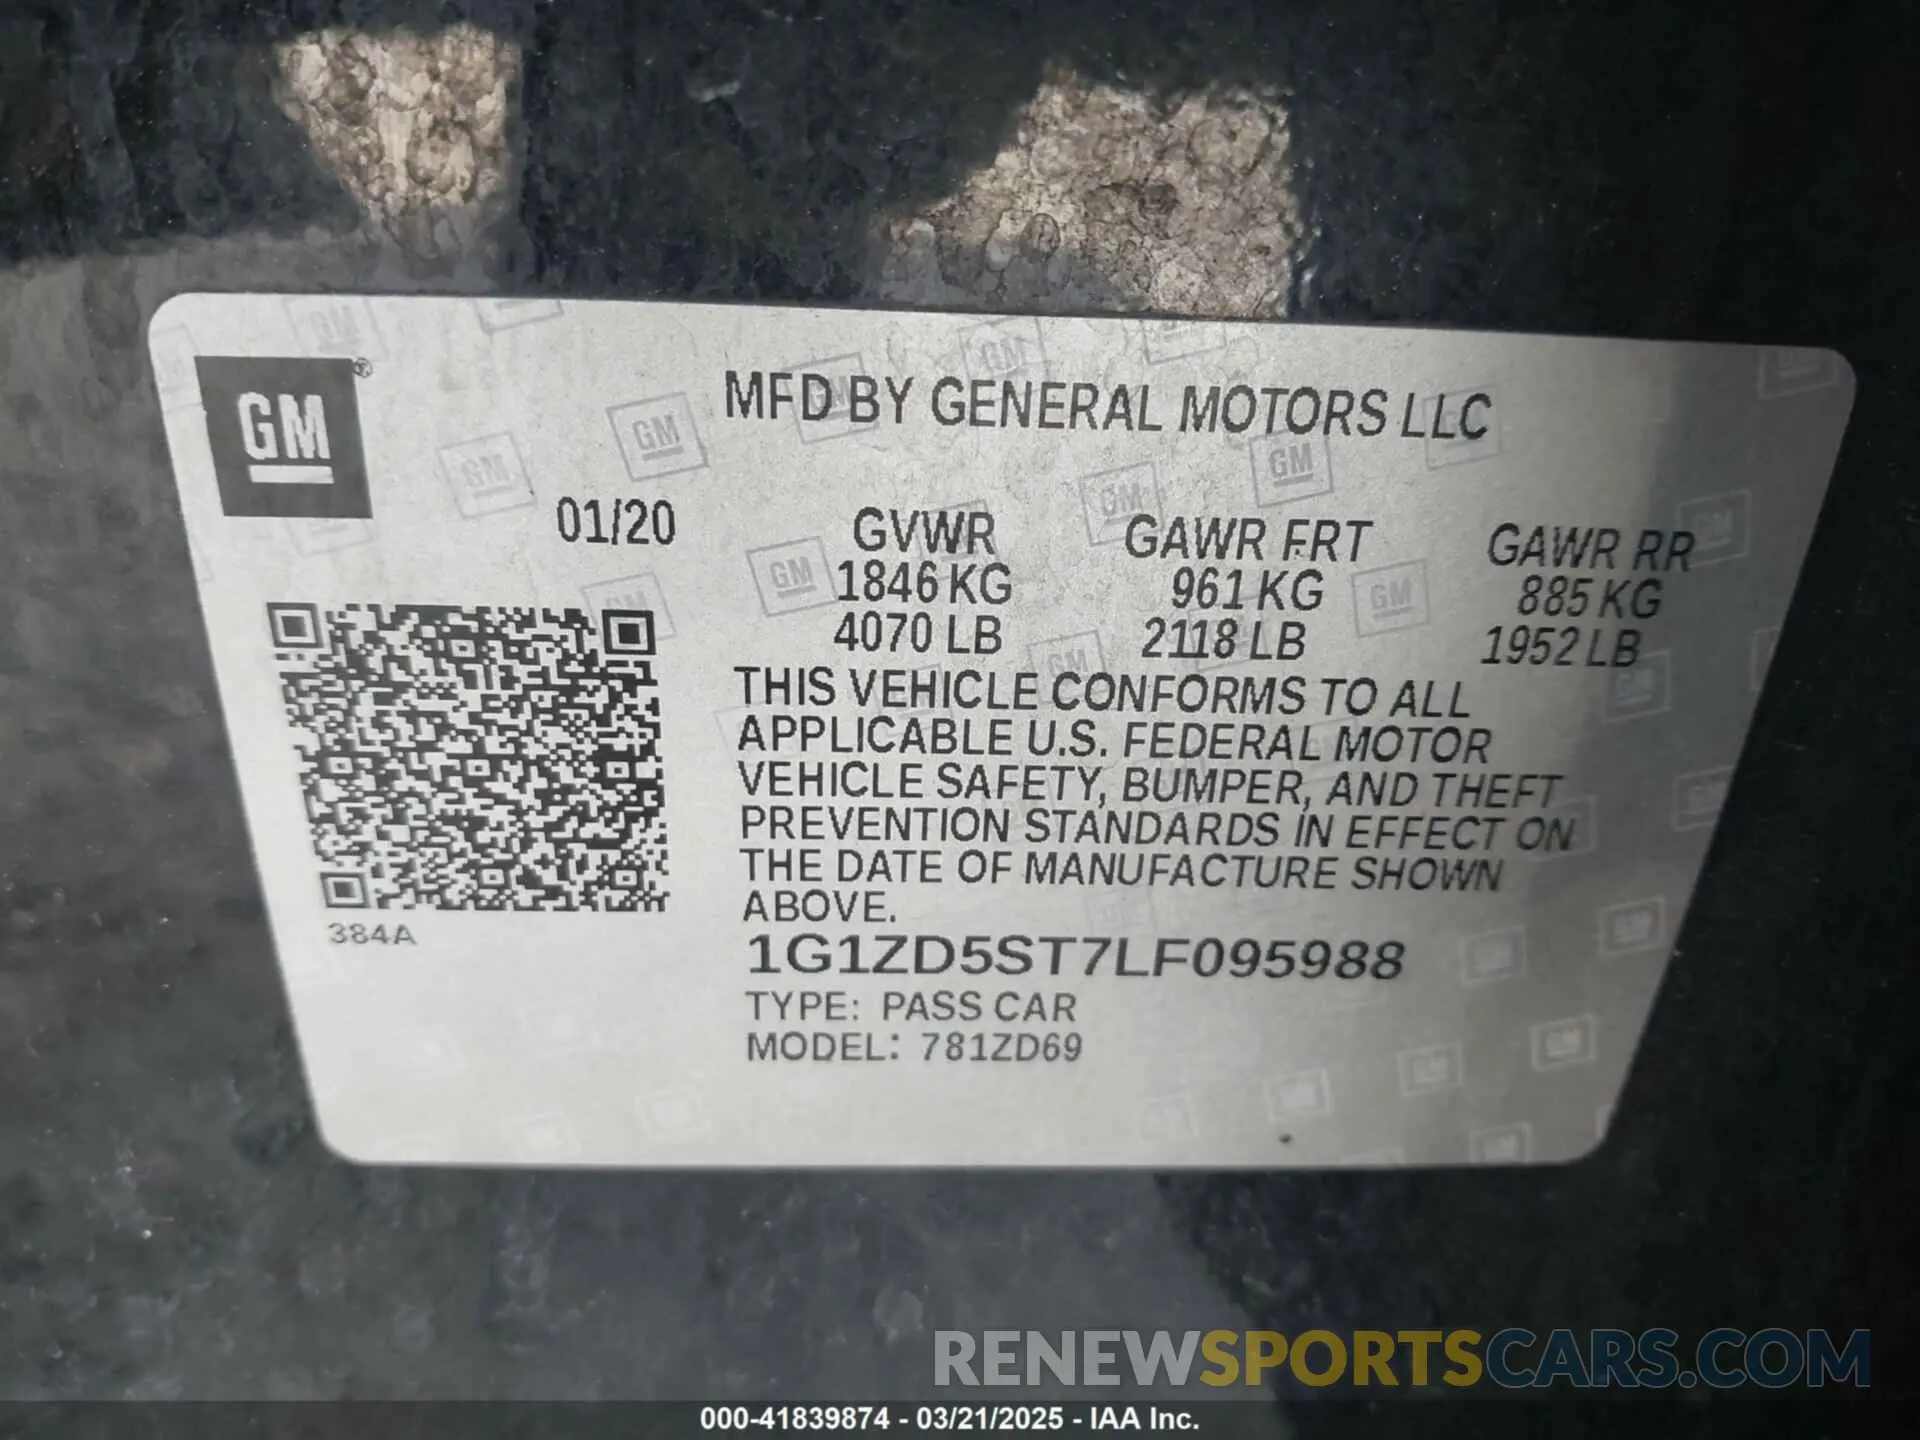 GM
MFD BY GENERAL MOTORS LLC
01/20
GVWR GAWR FRT GAWR RR
1846 KG 961 KG 885 KG
4070 LB 2118 LB 1952 LB
THIS VEHICLE CONFORMS TO ALL
APPLICABLE U.S. FEDERAL MOTOR
VEHICLE SAFETY, BUMPER, AND THEFT
PREVENTION STANDARDS IN EFFECT ON
THE DATE OF MANUFACTURE SHOWN
ABOVE.
384A
1G1ZD5ST7LF095988
TYPE: PASS CAR
MODEL: 781ZD69
RENEWSPORTSCARS.COM
000-41839874 - 03/21/2025 - IAA Inc.